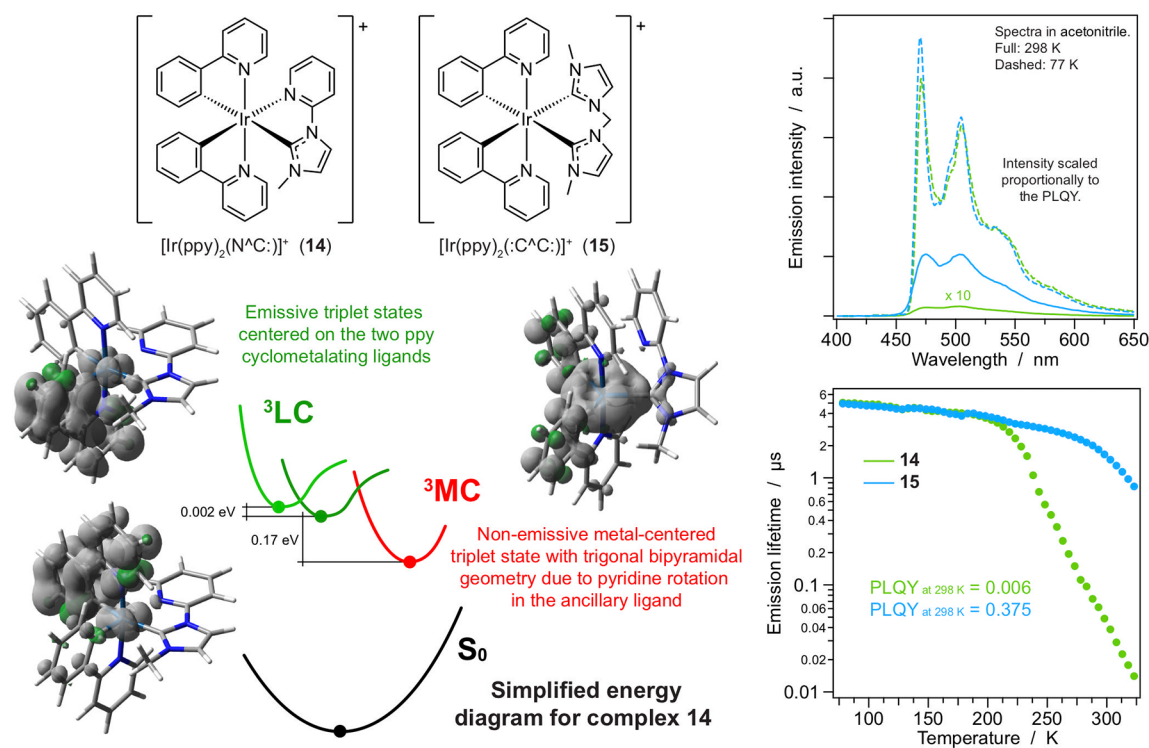 +
+
N
N
Ir
N
N
N
N
N
Ir
N
N
N
N
N
[Ir(ppy)₂(N^C:)]⁺ (14)
[Ir(ppy)₂(:C^C:)]⁺ (15)
Emissive triplet states
centered on the two ppy
cyclometalating ligands
³LC
³MC
0.002 eV
0.17 eV
Non-emissive metal-centered
triplet state with trigonal bipyramidal
geometry due to pyridine rotation
in the ancillary ligand
S₀
Simplified energy
diagram for complex 14
Spectra in acetonitrile.
Full: 298 K
Dashed: 77 K
Intensity scaled
proportionally to
the PLQY.
x 10
Emission intensity / a.u.
400 450 500 550 600 650
Wavelength / nm
6
4
2
1
0.6
0.4
0.2
0.1
0.06
0.04
0.02
0.01
Emission lifetime / µs
14
15
PLQY at 298 K = 0.006
PLQY at 298 K = 0.375
100 150 200 250 300
Temperature / K